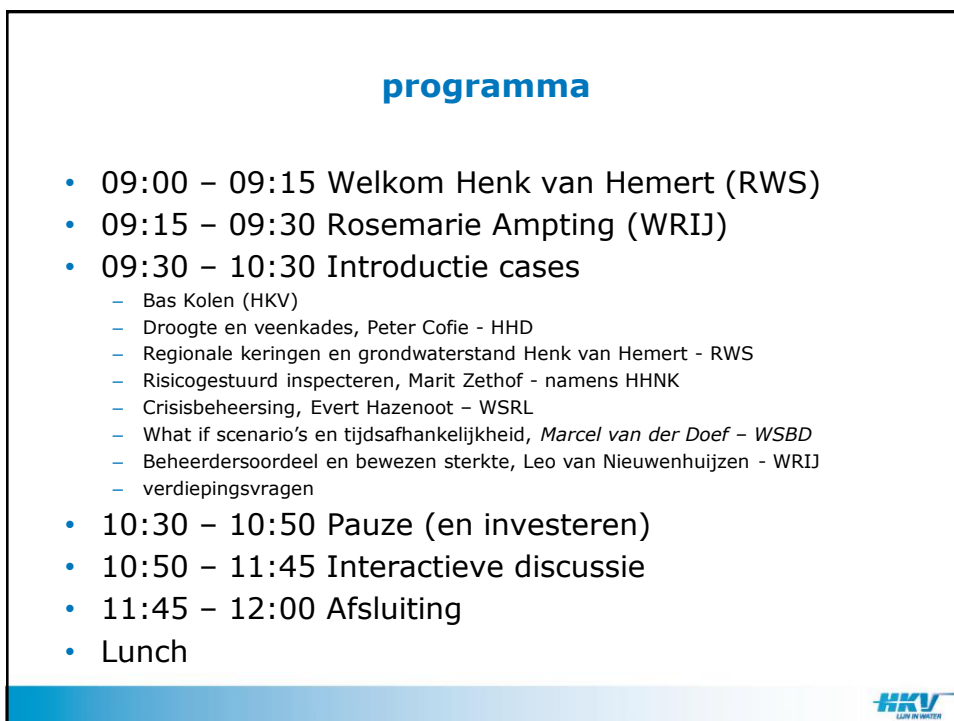 programma
• 09:00 – 09:15 Welkom Henk van Hemert (RWS)
• 09:15 – 09:30 Rosemarie Ampting (WRIJ)
• 09:30 – 10:30 Introductie cases
– Bas Kolen (HKV)
– Droogte en veenkades, Peter Cofie - HHD
– Regionale keringen en grondwaterstand Henk van Hemert - RWS
– Risicogestuurd inspecteren, Marit Zethof - namens HHNK
– Crisisbeheersing, Evert Hazenoot – WSRL
– What if scenario's en tijdsafhankelijkheid, Marcel van der Doef – WSBD
– Beheerdersoordeel en bewezen sterkte, Leo van Nieuwenhuijzen - WRIJ
– verdiepingsvragen
• 10:30 – 10:50 Pauze (en investeren)
• 10:50 – 11:45 Interactieve discussie
• 11:45 – 12:00 Afsluiting
• Lunch
HKV
LIJN IN WATER